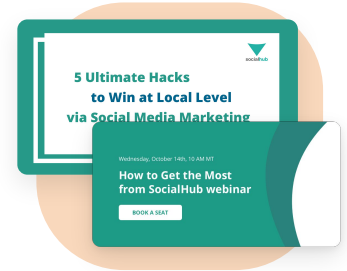 socialhub
5 Ultimate Hacks
to Win at Local Level
via Social Media Marketing
Wednesday, October 14th, 10 AM MT
How to Get the Most
from SocialHub webinar
BOOK A SEAT